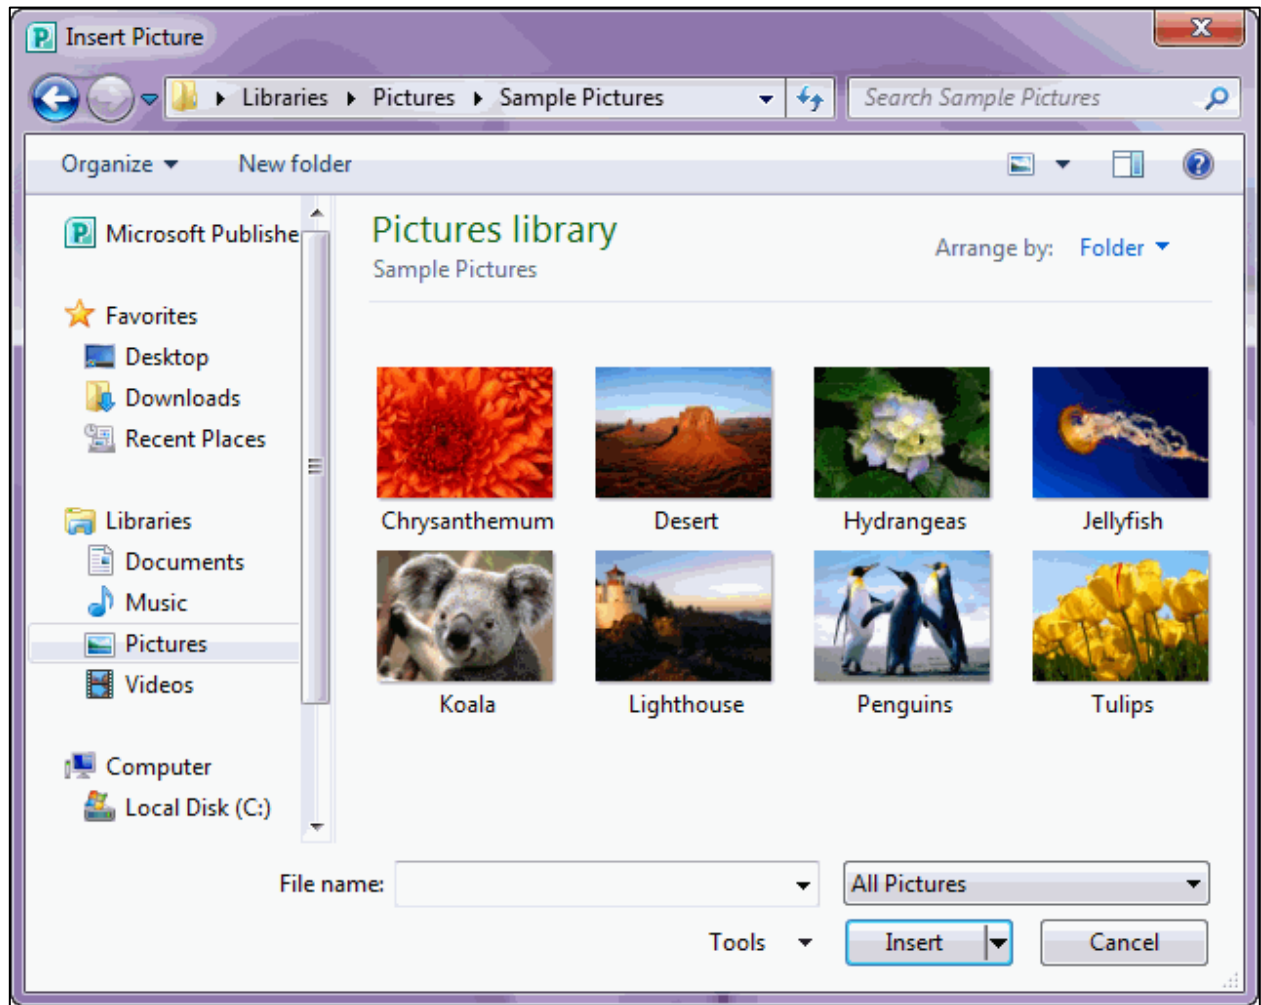 Insert Picture
Libraries Pictures Sample Pictures
Search Sample Pictures
Organize New folder
Microsoft Publishe
Favorites
Desktop
Downloads
Recent Places
Libraries
Documents
Music
Pictures
Videos
Computer
Local Disk (C:)
Pictures library
Sample Pictures
Arrange by: Folder
Chrysanthemum Desert Hydrangeas Jellyfish
Koala Lighthouse Penguins Tulips
File name: All Pictures
Tools Insert Cancel